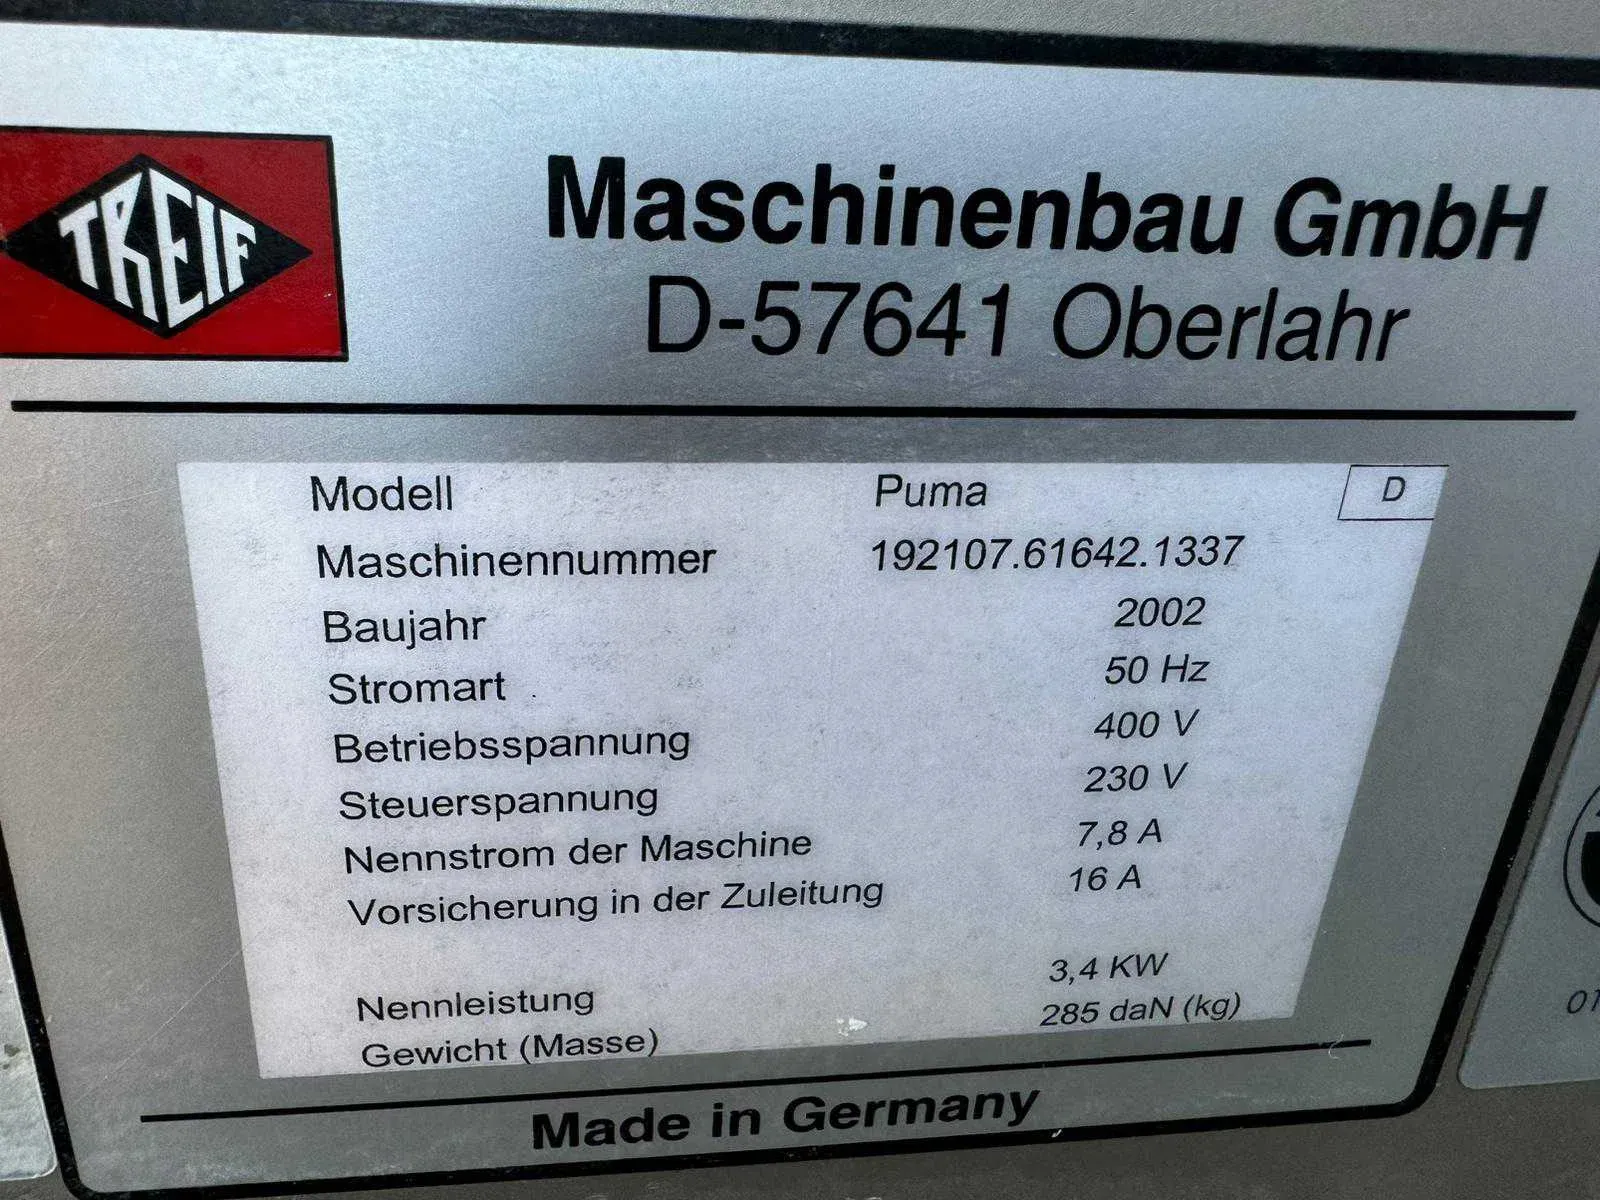 TREIF
Maschinenbau GmbH
D-57641 Oberlahr
Modell Puma D
Maschinennummer 192107.61642.1337
Baujahr 2002
Stromart 50 Hz
Betriebsspannung 400 V
Steuerspannung 230 V
Nennstrom der Maschine 7,8 A
Vorsicherung in der Zuleitung 16 A
Nennleistung 3,4 KW
Gewicht (Masse) 285 daN (kg)
Made in Germany